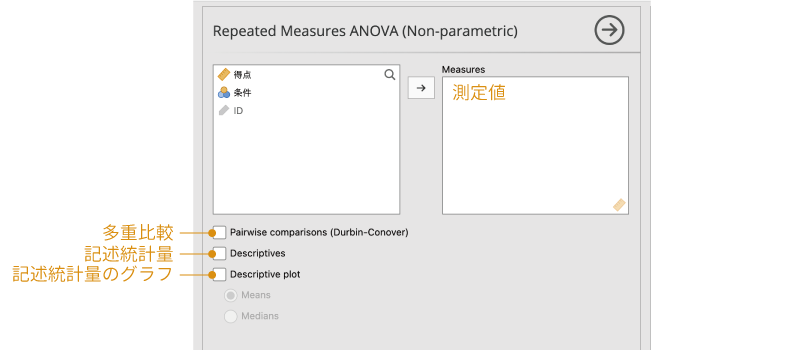 Repeated Measures ANOVA (Non-parametric)
得点
条件
ID
Measures
測定値
多重比較
Pairwise comparisons (Durbin-Conover)
記述統計量
Descriptives
記述統計量のグラフ
Descriptive plot
Means
Medians